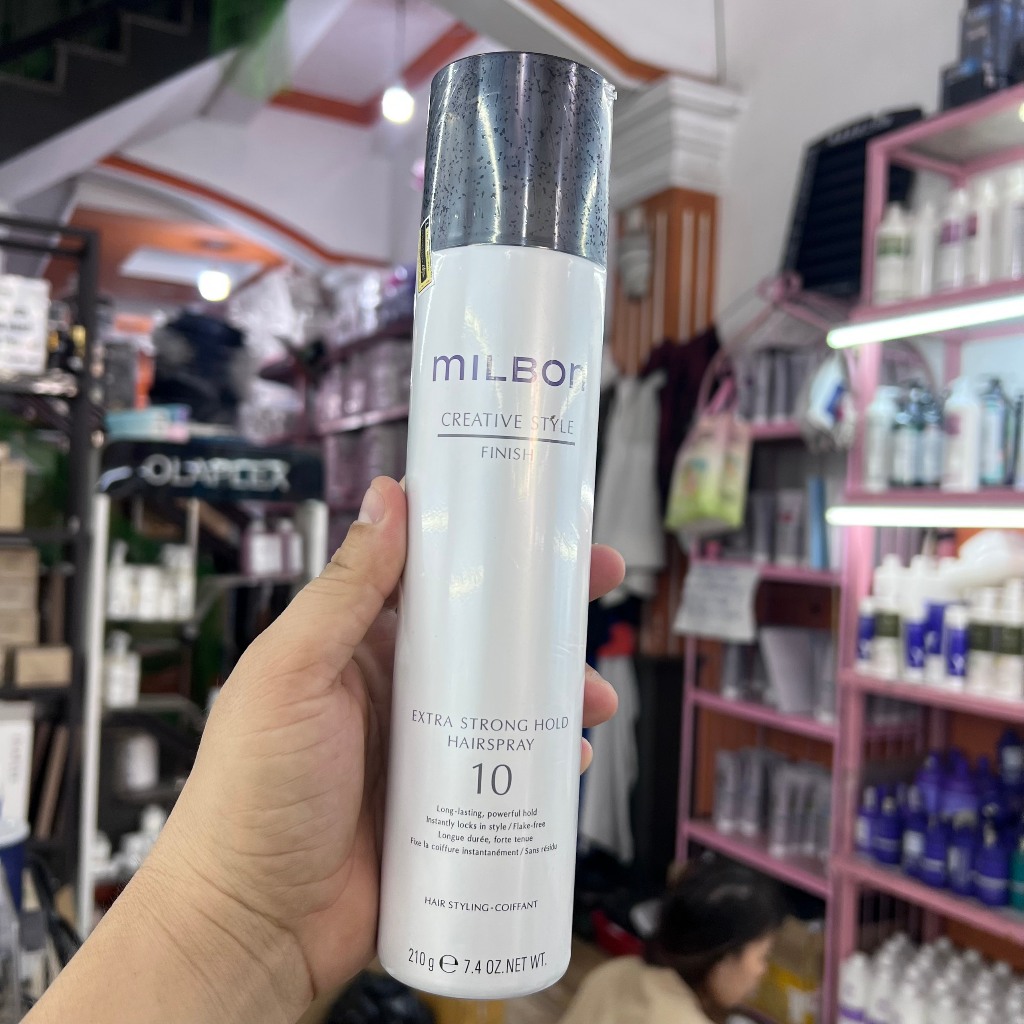 mILBOn
CREATIVE STYLE
FINISH
OLAPLEX
EXTRA STRONG HOLD
HAIRSPRAY
10
Long-lasting, powerful hold
Instantly locks in style/Flake-free
Longue durée, forte tenue
Fixe la coiffure instantanément/Sans résidu
HAIR STYLING-COIFFANT
210 g ℮ 7.4 OZ.NET WT.